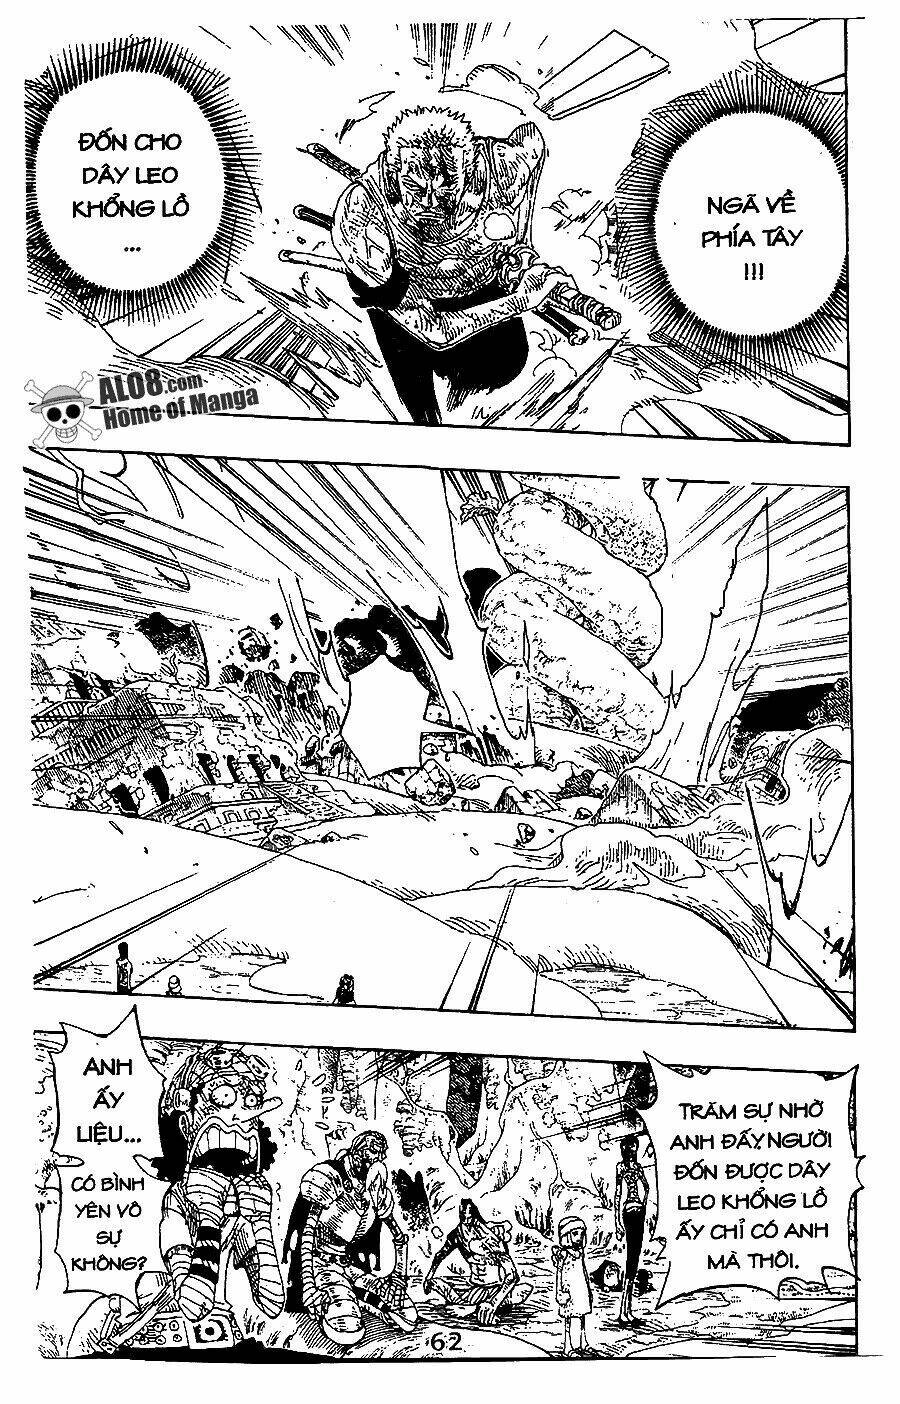 ĐỐN CHO
DÂY LEO
KHỔNG LỒ
...
NGÃ VỀ
PHÍA TÂY
!!!
ALO8.com
Home of Manga
ANH
ẤY
LIỆU...
CÓ BÌNH
YÊN VÔ
SỰ
KHÔNG?
TRĂM SỰ NHỜ
ANH ĐẤY, NGƯỜI
ĐỐN ĐƯỢC DÂY
LEO KHỔNG LỒ
ẤY CHỈ CÓ ANH
MÀ THÔI.
62